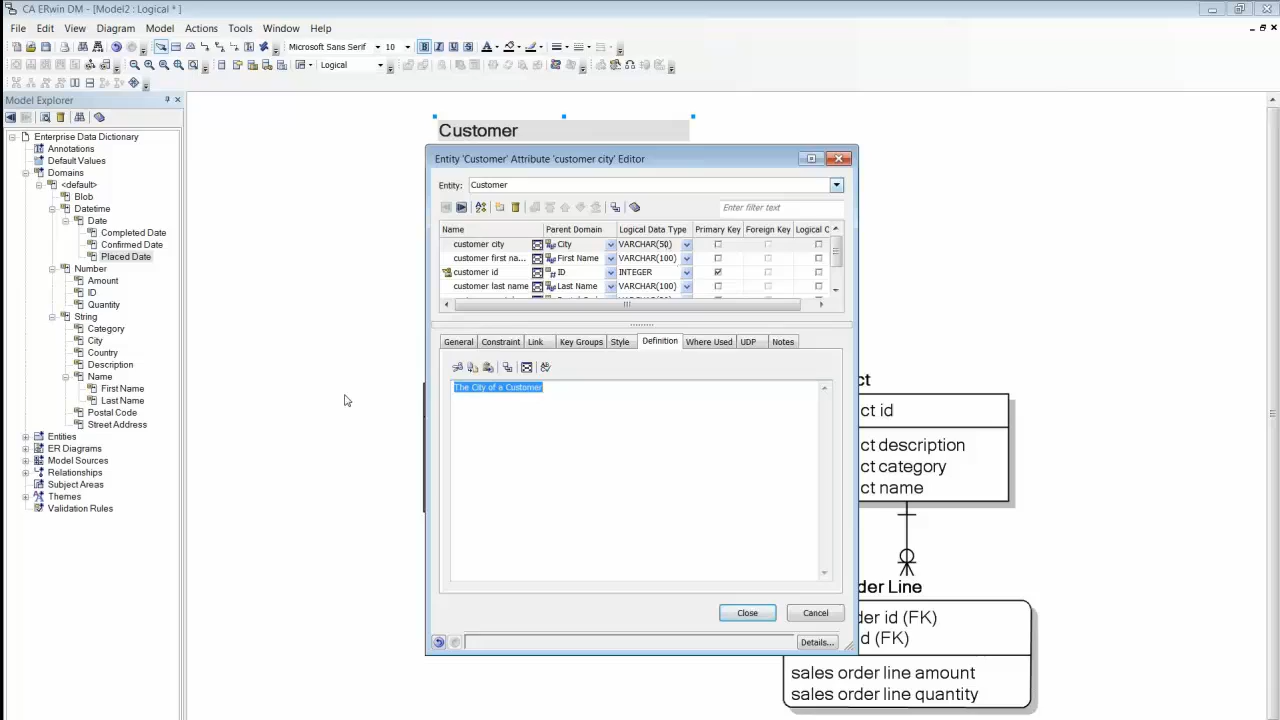 CA ERwin DM - [Model2 : Logical * ]
File Edit View Diagram Model Actions Tools Window Help
Microsoft Sans Serif 10 B I U S A
Logical
Model Explorer
Enterprise Data Dictionary
Annotations
Default Values
Domains
<default>
Blob
Datetime
Date
Completed Date
Confirmed Date
Placed Date
Number
Amount
ID
Quantity
String
Category
City
Country
Description
Name
First Name
Last Name
Postal Code
Street Address
Entities
ER Diagrams
Model Sources
Relationships
Subject Areas
Themes
Validation Rules
Customer
Entity 'Customer' Attribute 'customer city' Editor
Entity: Customer
Enter filter text
Name Parent Domain Logical Data Type Primary Key Foreign Key Logical O
customer city City VARCHAR(50)
customer first na... First Name VARCHAR(100)
customer id ID INTEGER
customer last name Last Name VARCHAR(100)
General Constraint Link Key Groups Style Definition Where Used UDP Notes
The City of a Customer
Close Cancel
Details...
ct
ct id
ct description
ct category
ct name
der Line
der id (FK)
d (FK)
sales order line amount
sales order line quantity